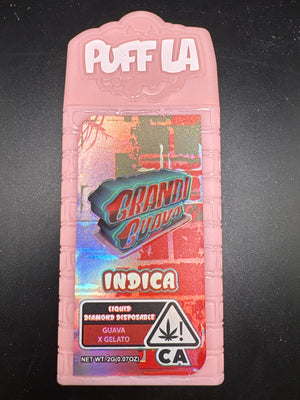 PUFF LA
GRANDI
GUAVA
INDICA
LIQUID
DIAMOND DISPOSABLE
GUAVA
X GELATO
NET WT 2G(0.07OZ)
!
CA